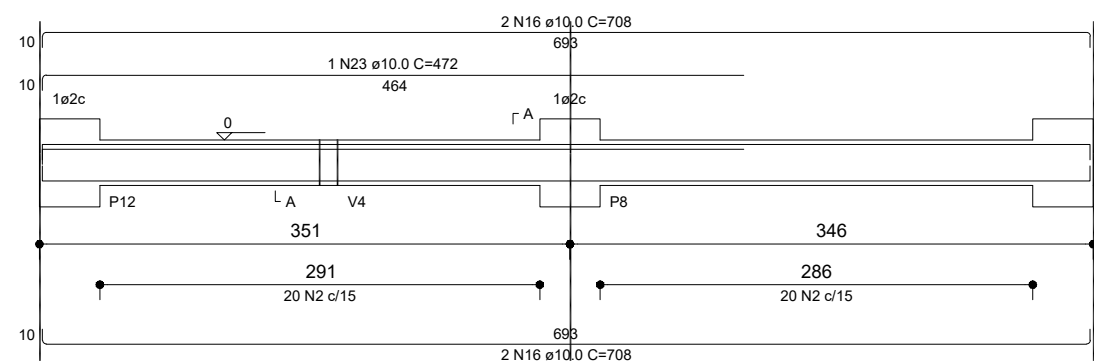 2 N16 ø10.0 C=708
10
693
1 N23 ø10.0 C=472
10
464
1ø2c
1ø2c
0
A
P12
A
V4
P8
351
346
291
286
20 N2 c/15
20 N2 c/15
10
693
2 N16 ø10.0 C=708